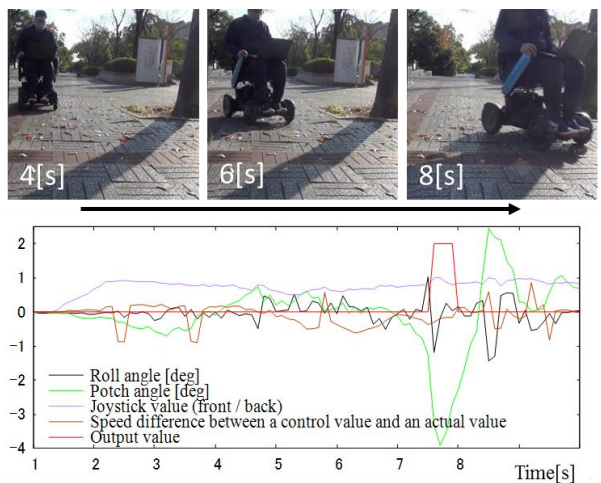 4[s]
6[s]
8[s]
2
1
0
−1
−2
−3
−4
Roll angle [deg]
Potch angle [deg]
Joystick value (front / back)
Speed difference between a control value and an actual value
Output value
1 2 3 4 5 6 7 8
Time[s]